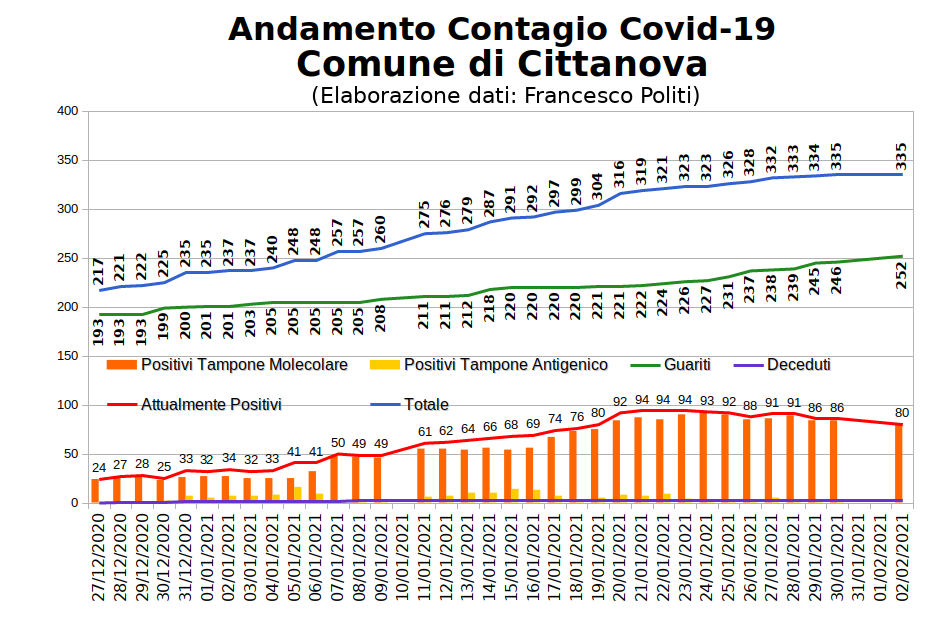 Andamento Contagio Covid-19
Comune di Cittanova
(Elaborazione dati: Francesco Politi)
400
350
300
250
200
150
100
50
0
217 221 222 225 235 235 237 237 240 248 248 257 257 260 275 276 279 287 291 292 297 299 304 316 319 321 323 323 326 328 332 333 334 335 335
193 193 193 199 200 201 201 203 205 205 205 205 205 208 211 211 212 218 220 220 220 220 221 221 222 224 226 227 231 237 238 239 245 246 252
Positivi Tampone Molecolare Positivi Tampone Antigenico Guariti Deceduti
Attualmente Positivi Totale
24 27 28 25 33 32 34 32 33 41 41 50 49 49 61 62 64 66 68 69 74 76 80 92 94 94 94 93 92 88 91 91 86 86 80
27/12/2020 28/12/2020 29/12/2020 30/12/2020 31/12/2020 01/01/2021 02/01/2021 03/01/2021 04/01/2021 05/01/2021 06/01/2021 07/01/2021 08/01/2021 09/01/2021 10/01/2021 11/01/2021 12/01/2021 13/01/2021 14/01/2021 15/01/2021 16/01/2021 17/01/2021 18/01/2021 19/01/2021 20/01/2021 21/01/2021 22/01/2021 23/01/2021 24/01/2021 25/01/2021 26/01/2021 27/01/2021 28/01/2021 29/01/2021 30/01/2021 31/01/2021 01/02/2021 02/02/2021